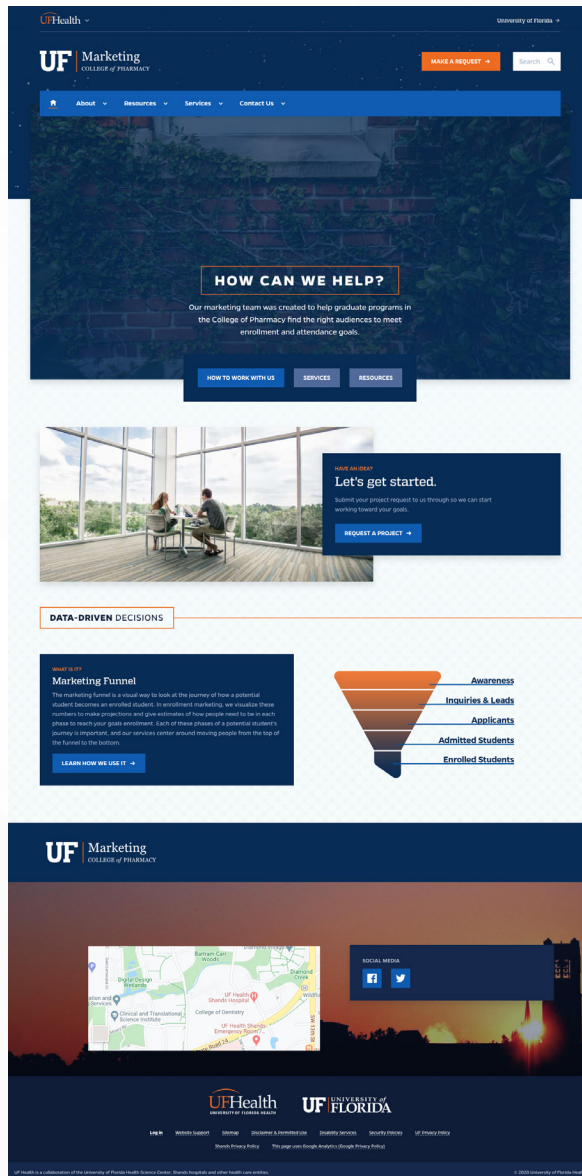 UFHealth
University of Florida →
UF Marketing
COLLEGE of PHARMACY
MAKE A REQUEST →
Search
About
Resources
Services
Contact Us
HOW CAN WE HELP?
Our marketing team was created to help graduate programs in
the College of Pharmacy find the right audiences to meet
enrollment and attendance goals.
HOW TO WORK WITH US
SERVICES
RESOURCES
HAVE AN IDEA?
Let's get started.
Submit your project request to us through so we can start
working toward your goals.
REQUEST A PROJECT →
DATA-DRIVEN DECISIONS
WHAT IS IT?
Marketing Funnel
The marketing funnel is a visual way to look at the journey of how a potential
student becomes an enrolled student. In enrollment marketing, we visualize these
numbers to make projections and give estimates of how people need to be in each
phase to reach your goals enrollment. Each of these phases of a potential student's
journey is important, and our services center around moving people from the top of
the funnel to the bottom.
LEARN HOW WE USE IT →
Awareness
Inquiries & Leads
Applicants
Admitted Students
Enrolled Students
UF Marketing
COLLEGE of PHARMACY
Bartram Carr
Woods
Diamond
Creek
Digital Design
Wetlands
UF Health
Shands Hospital
Clinical and Translational
Science Institute
College of Dentistry
UF Health Shands
Emergency Room
Road 24
SW 13th St
SOCIAL MEDIA
UFHealth
UNIVERSITY OF FLORIDA HEALTH
UF UNIVERSITY of
FLORIDA
Log in
Website Support
Sitemap
Disclaimer & Permitted Use
Disability Services
Security Policies
UF Privacy Policy
Shands Privacy Policy
This page uses Google Analytics (Google Privacy Policy)
UF Health is a collaboration of the University of Florida Health Science Center, Shands hospitals and other health care entities.
© 2020 University of Florida Heal